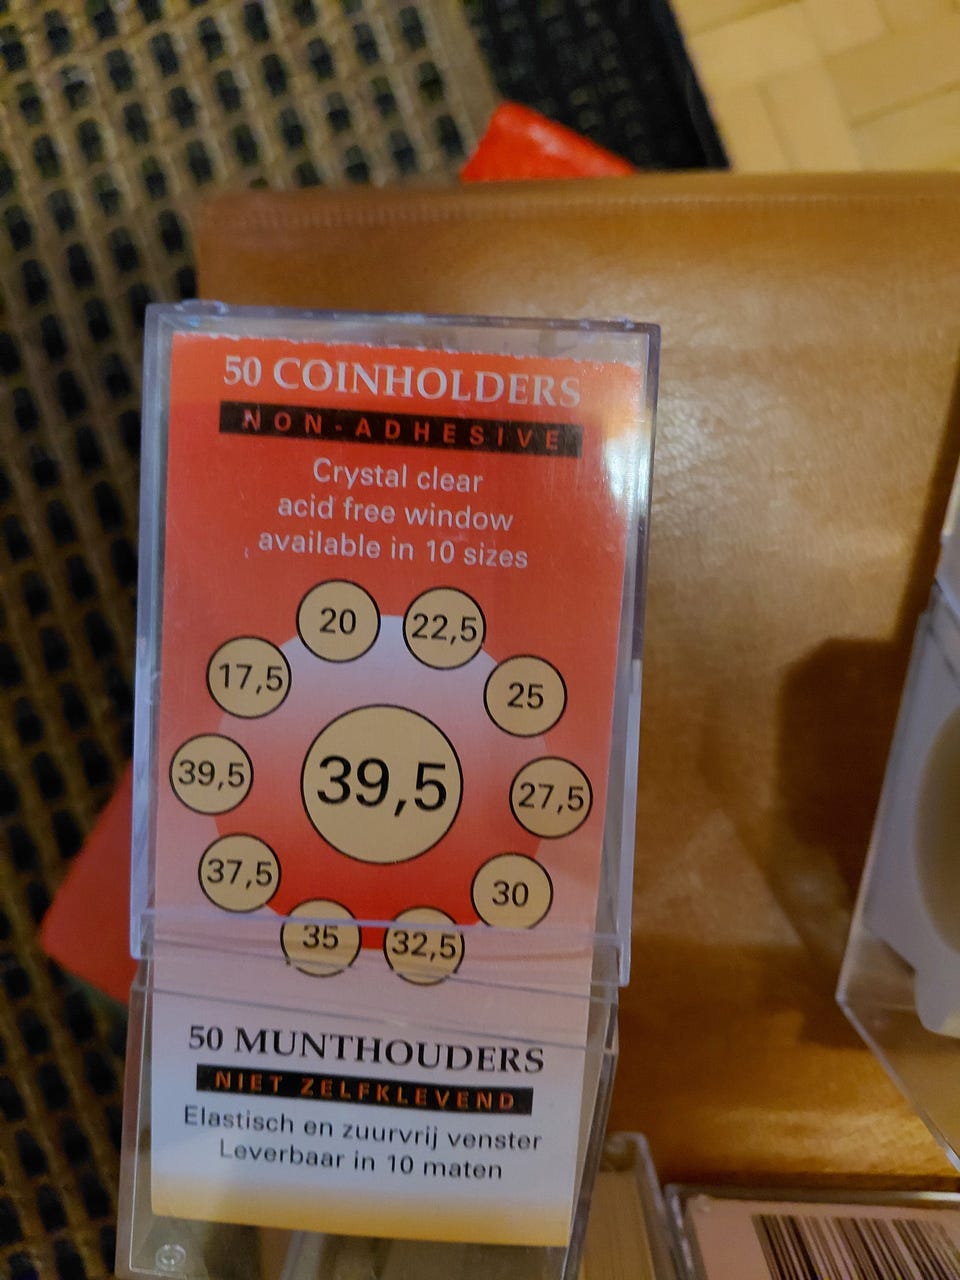 50 COINHOLDERS
NON-ADHESIVE
Crystal clear
acid free window
available in 10 sizes
20
22,5
17,5
25
39,5
39,5
27,5
37,5
30
35
32,5
50 MUNTHOUDERS
NIET ZELFKLEVEND
Elastisch en zuurvrij venster
Leverbaar in 10 maten